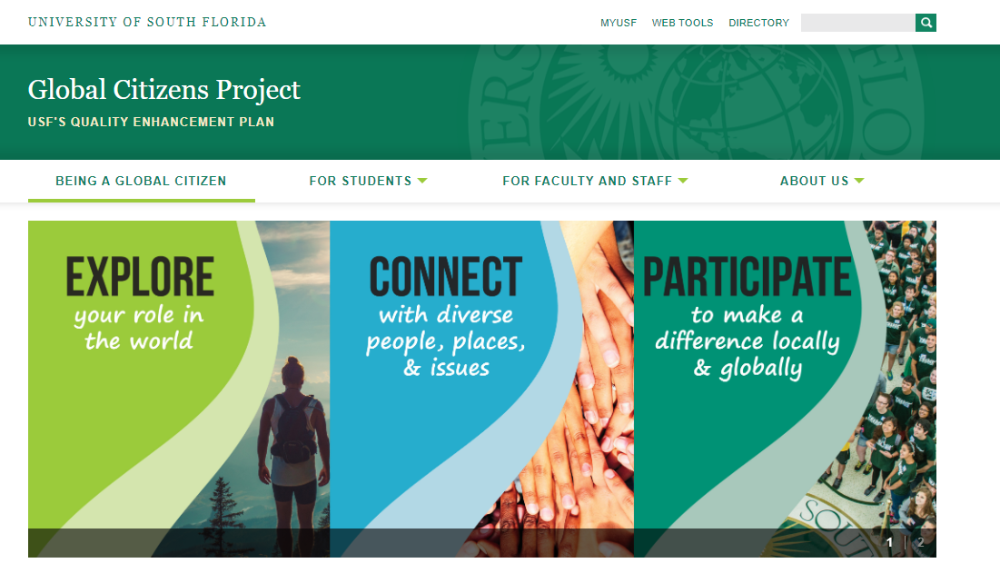 UNIVERSITY OF SOUTH FLORIDA
MYUSF WEB TOOLS DIRECTORY
Global Citizens Project
USF'S QUALITY ENHANCEMENT PLAN
BEING A GLOBAL CITIZEN FOR STUDENTS FOR FACULTY AND STAFF ABOUT US
EXPLORE
your role in
the world
CONNECT
with diverse
people, places,
& issues
PARTICIPATE
to make a
difference locally
& globally
SOUT
1 | 2